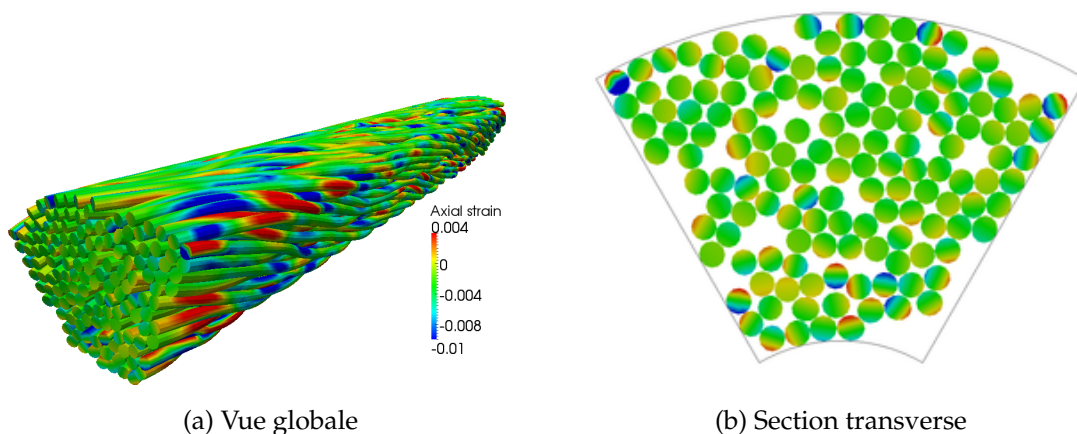 Axial strain
0.004
0
-0.004
-0.008
-0.01
(a) Vue globale
(b) Section transverse